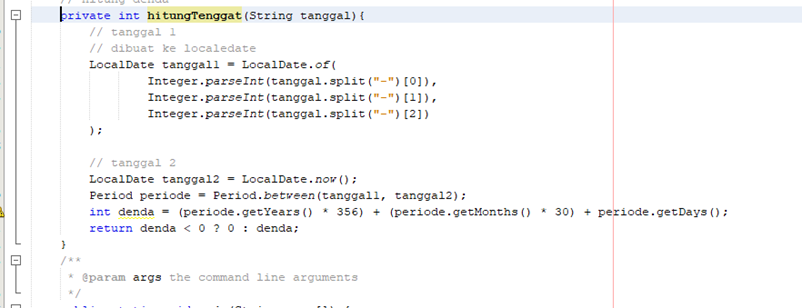 // hitung denda
private int hitungTenggat(String tanggal){
// tanggal 1
// dibuat ke localedate
LocalDate tanggal1 = LocalDate.of(
Integer.parseInt(tanggal.split("-")[0]),
Integer.parseInt(tanggal.split("-")[1]),
Integer.parseInt(tanggal.split("-")[2])
);
// tanggal 2
LocalDate tanggal2 = LocalDate.now();
Period periode = Period.between(tanggal1, tanggal2);
int denda = (periode.getYears() * 356) + (periode.getMonths() * 30) + periode.getDays();
return denda < 0 ? 0 : denda;
}
/**
* @param args the command line arguments
*/